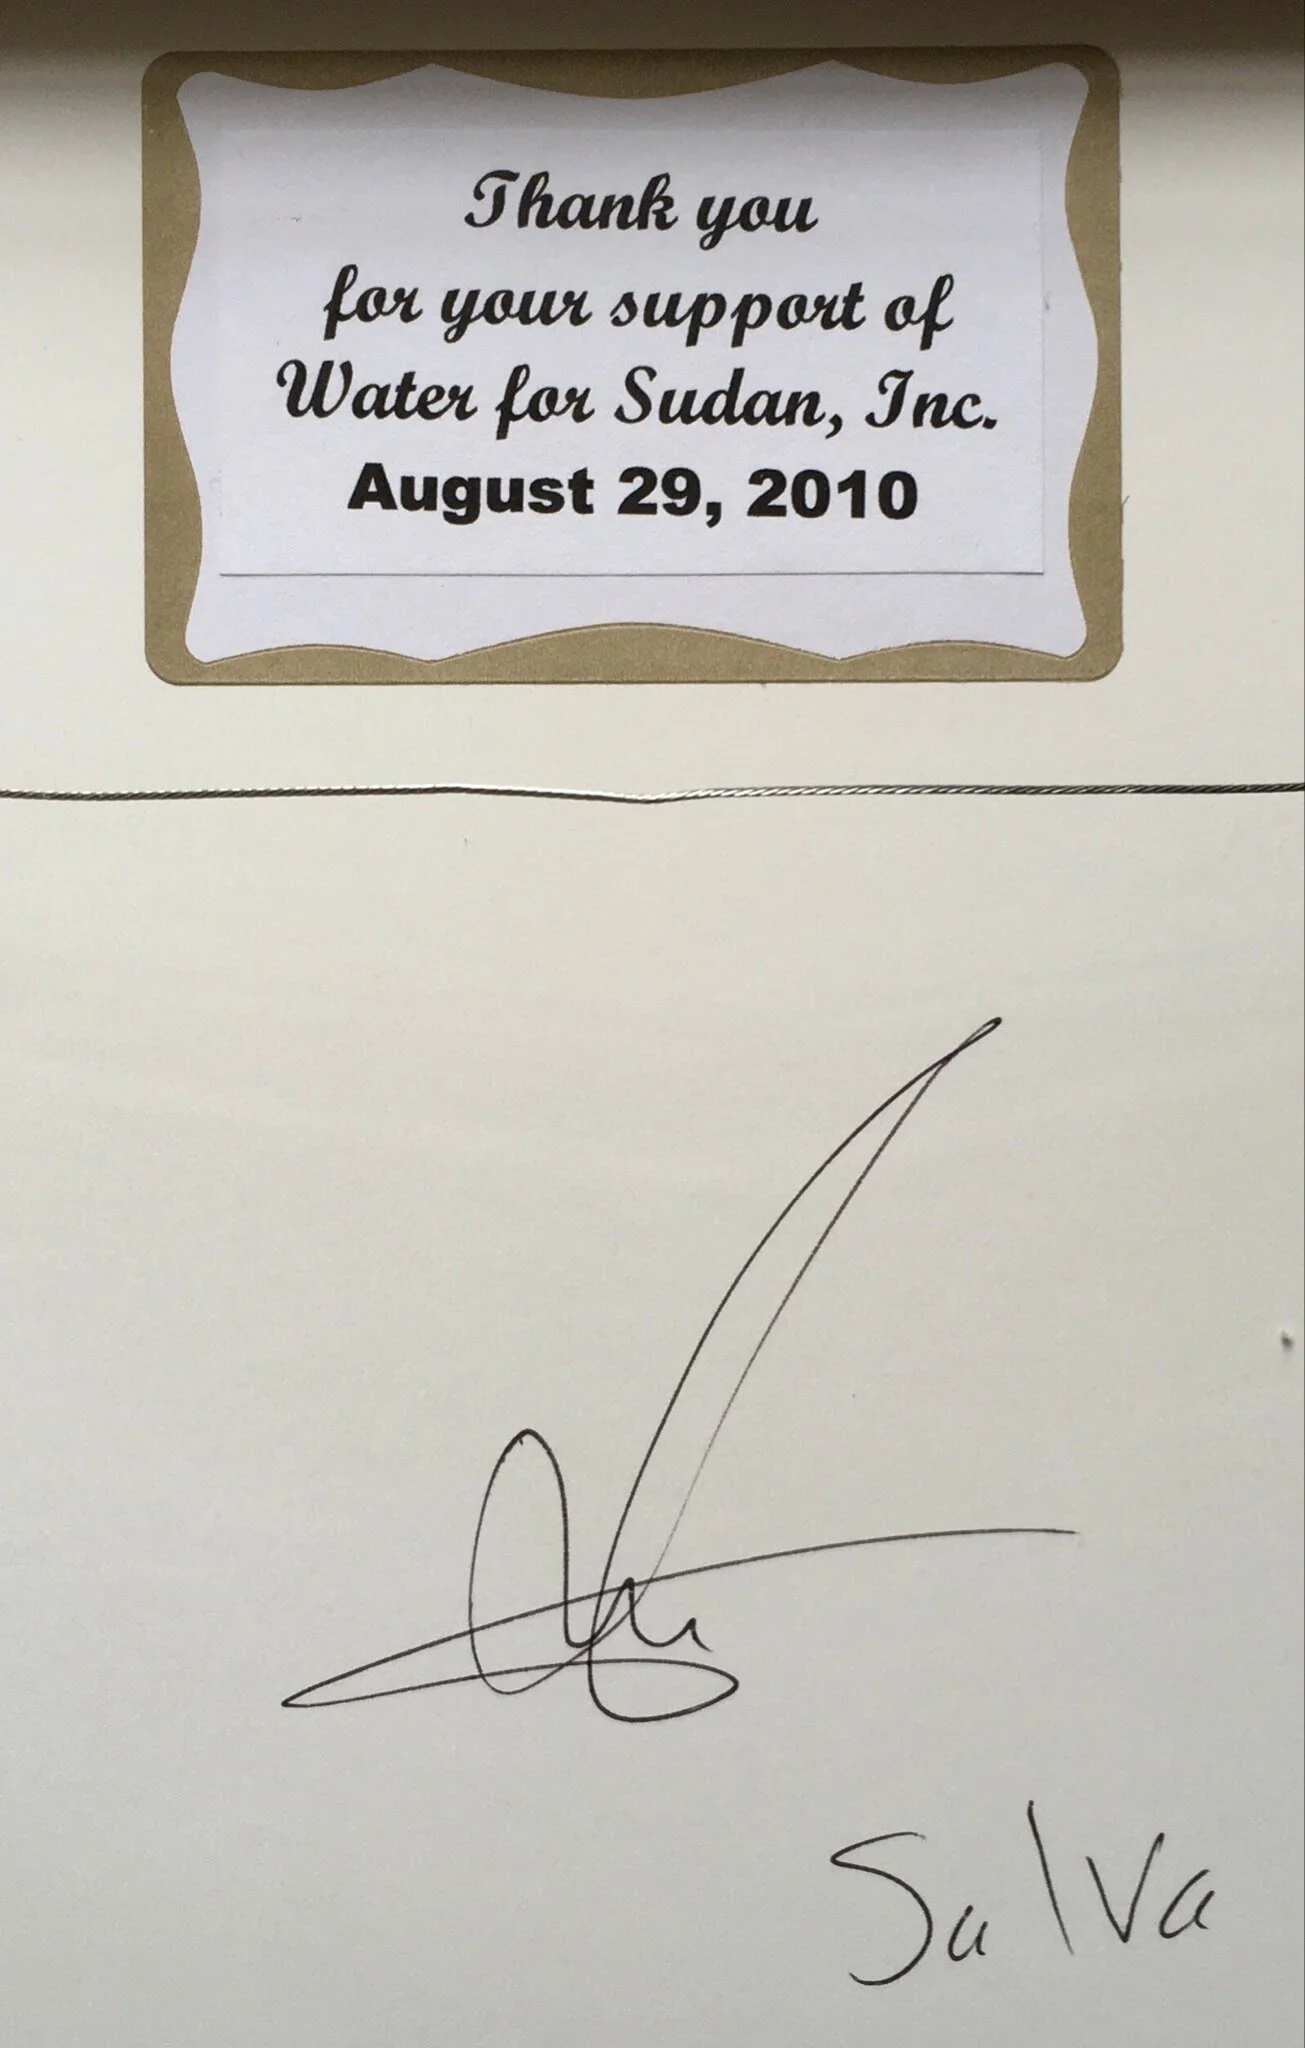 Thank you
for your support of
Water for Sudan, Inc.
August 29, 2010
Salva